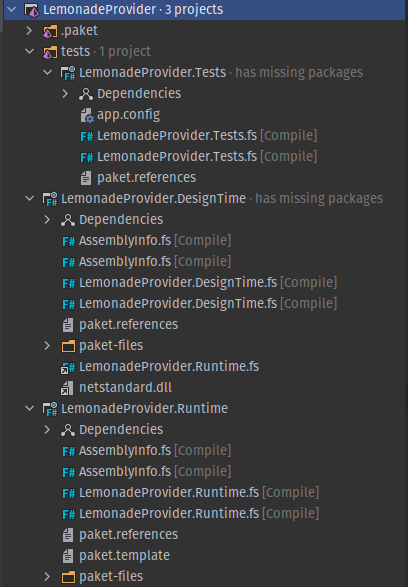 LemonadeProvider · 3 projects
.paket
tests · 1 project
LemonadeProvider.Tests · has missing packages
Dependencies
app.config
F# LemonadeProvider.Tests.fs [Compile]
F# LemonadeProvider.Tests.fs [Compile]
paket.references
LemonadeProvider.DesignTime · has missing packages
Dependencies
F# AssemblyInfo.fs [Compile]
F# AssemblyInfo.fs [Compile]
F# LemonadeProvider.DesignTime.fs [Compile]
F# LemonadeProvider.DesignTime.fs [Compile]
paket.references
paket-files
LemonadeProvider.Runtime.fs
netstandard.dll
LemonadeProvider.Runtime
Dependencies
F# AssemblyInfo.fs [Compile]
F# AssemblyInfo.fs [Compile]
F# LemonadeProvider.Runtime.fs [Compile]
F# LemonadeProvider.Runtime.fs [Compile]
paket.references
paket.template
paket-files